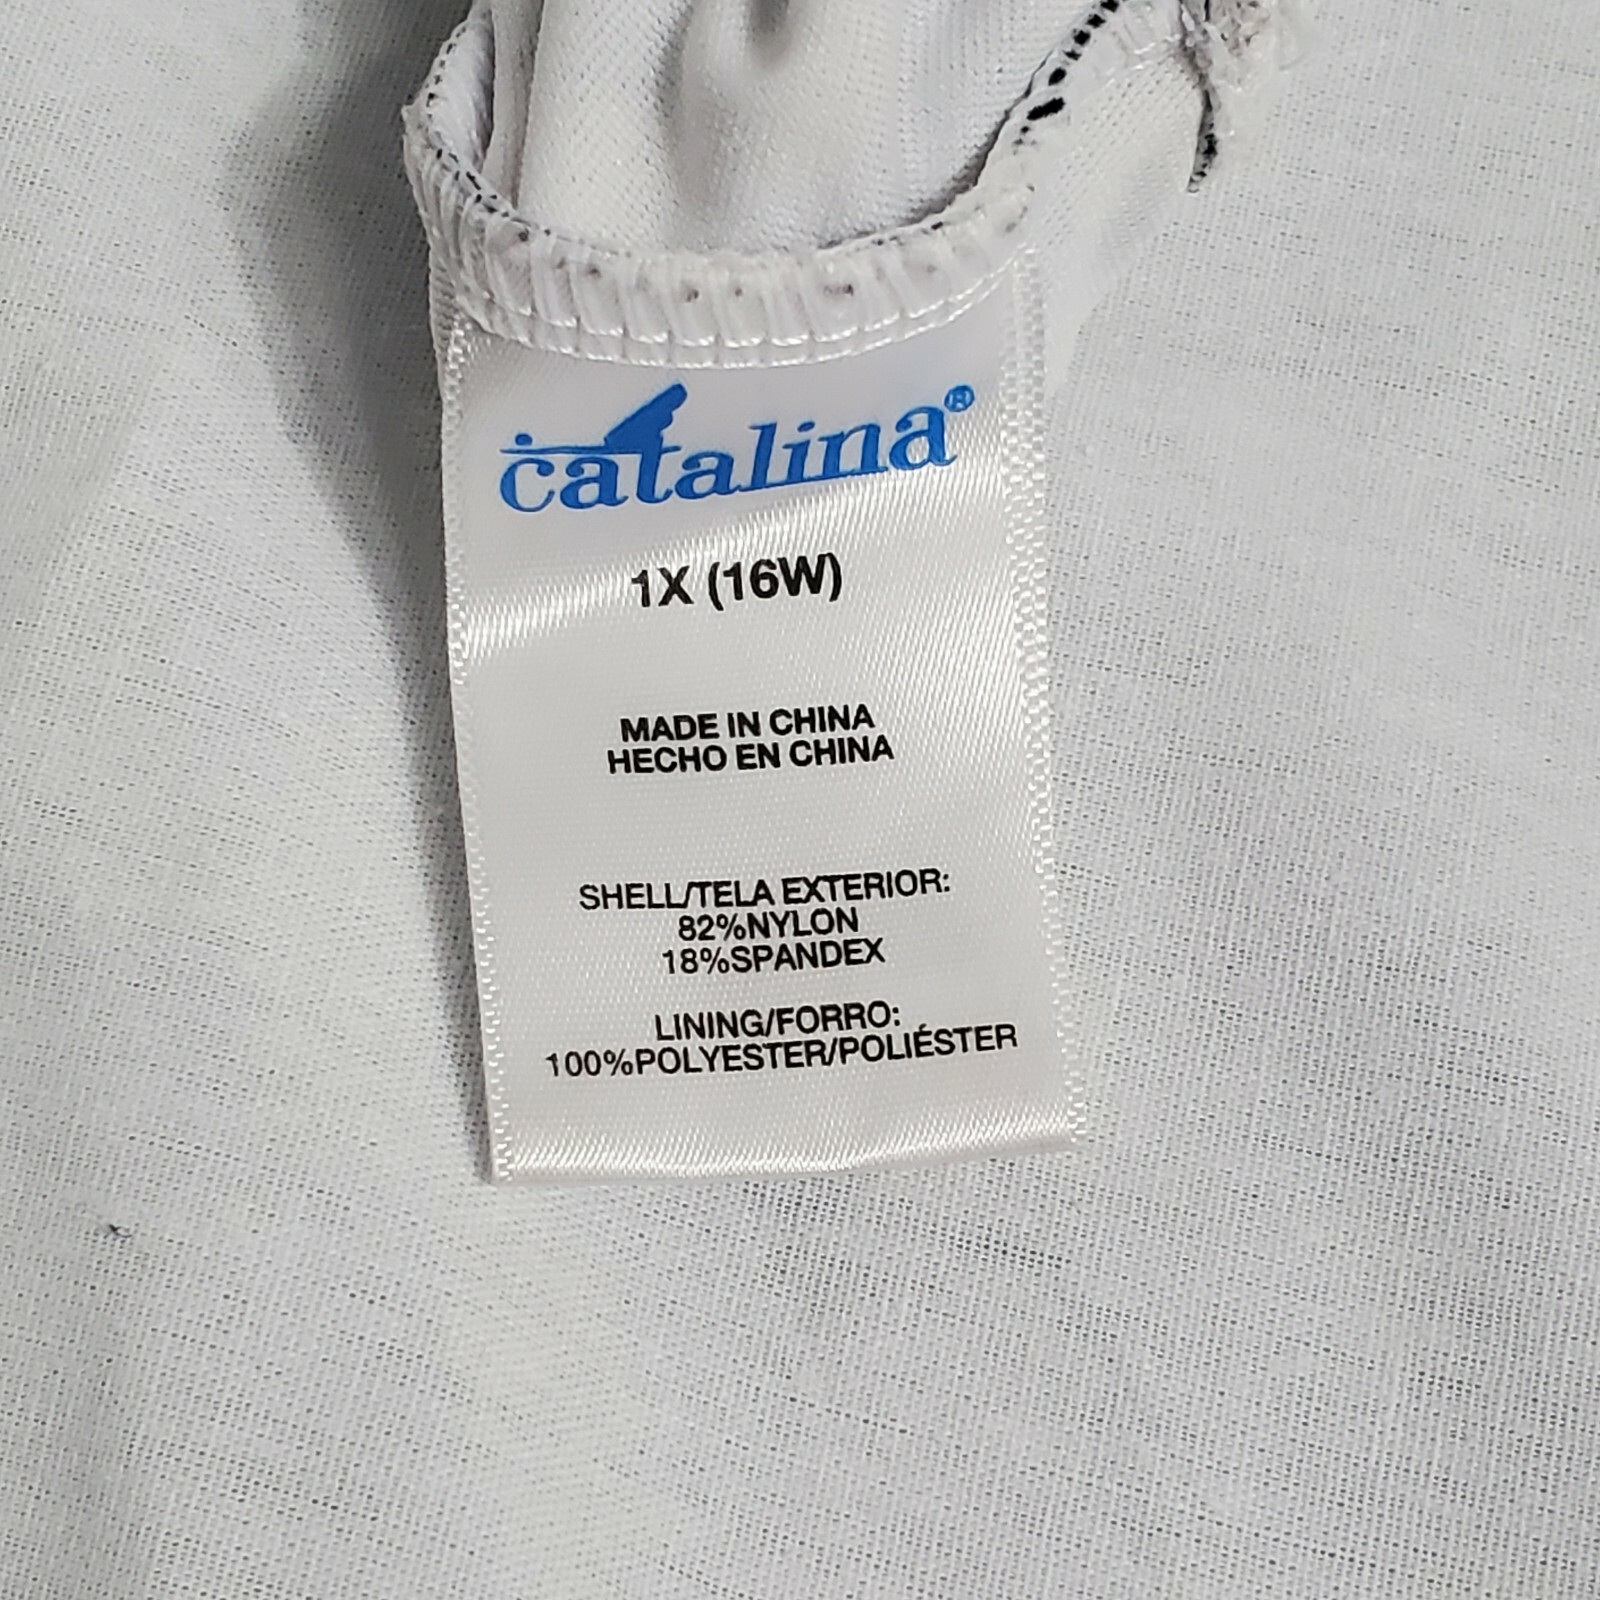 catalina®
1X (16W)
MADE IN CHINA
HECHO EN CHINA
SHELL/TELA EXTERIOR:
82%NYLON
18%SPANDEX
LINING/FORRO:
100%POLYESTER/POLIÉSTER